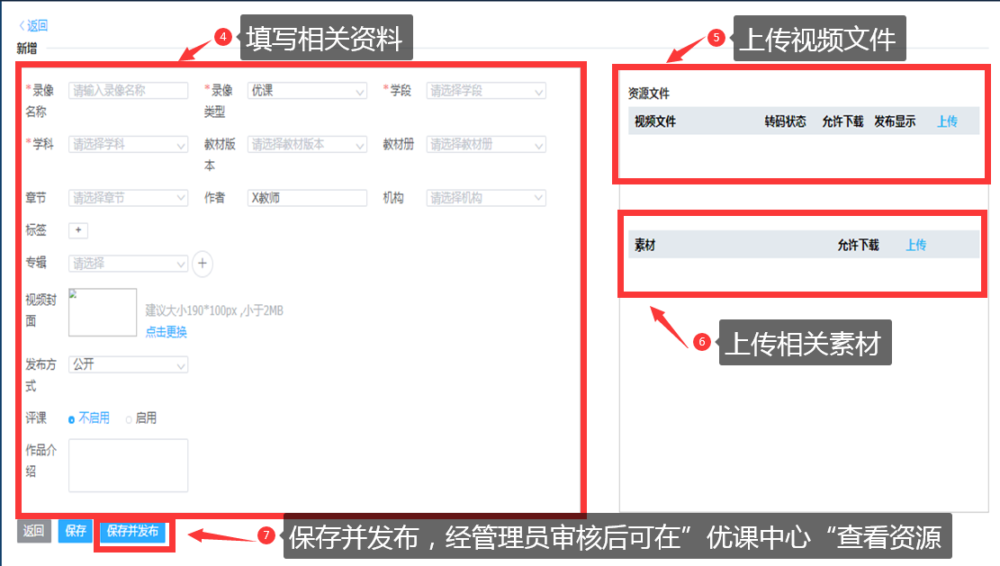 〈 返回
新增
4 填写相关资料
5 上传视频文件
*录像名称 请输入录像名称 *录像类型 优课 *学段 请选择学段
*学科 请选择学科 教材版本 请选择教材版本 教材册 请选择教材册
章节 请选择章节 作者 X教师 机构 请选择机构
标签 +
专辑 请选择 +
视频封面 建议大小190*100px ,小于2MB
点击更换
发布方式 公开
评课 不启用 启用
作品介绍
资源文件
视频文件 转码状态 允许下载 发布显示 上传
素材 允许下载 上传
6 上传相关素材
返回 保存 保存并发布
7 保存并发布，经管理员审核后可在”优课中心“查看资源